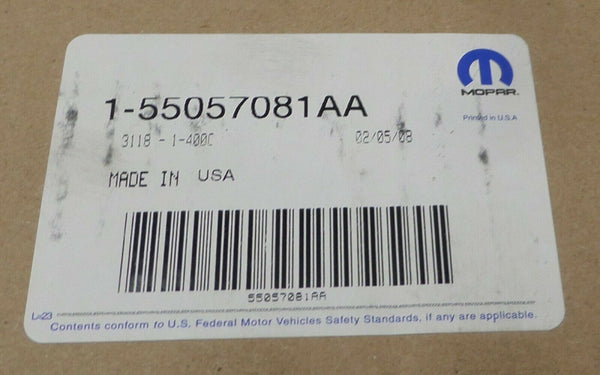 MOPAR
1-55057081AA
Printed in U.S.A
3118 - 1-400C 02/05/08
MADE IN USA
55057081AA
L=23
Contents conform to U.S. Federal Motor Vehicles Safety Standards, if any are applicable.